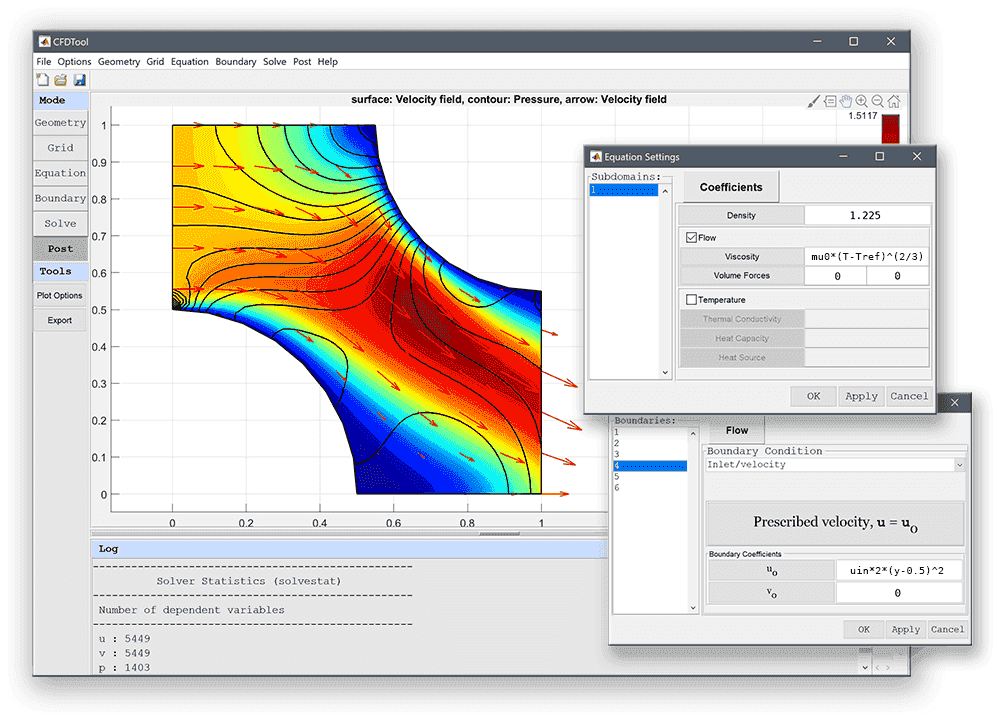 CFDTool
File Options Geometry Grid Equation Boundary Solve Post Help
Mode
Geometry
Grid
Equation
Boundary
Solve
Post
Tools
Plot Options
Export
surface: Velocity field, contour: Pressure, arrow: Velocity field
1.5117
1
0.9
0.8
0.7
0.6
0.5
0.4
0.3
0.2
0.1
0
0 0.2 0.4 0.6 0.8 1
Log
Solver Statistics (solvestat)
Number of dependent variables
u : 5449
v : 5449
p : 1403
Equation Settings
Subdomains:
1
Coefficients
Density 1.225
Flow
Viscosity mu0*(T-Tref)^(2/3)
Volume Forces 0 0
Temperature
Thermal Conductivity
Heat Capacity
Heat Source
OK Apply Cancel
Boundaries:
1
2
3
4
5
6
Flow
Boundary Condition
Inlet/velocity
Prescribed velocity, u = u0
Boundary Coefficients
u0 uin*2*(y-0.5)^2
v0 0
OK Apply Cancel